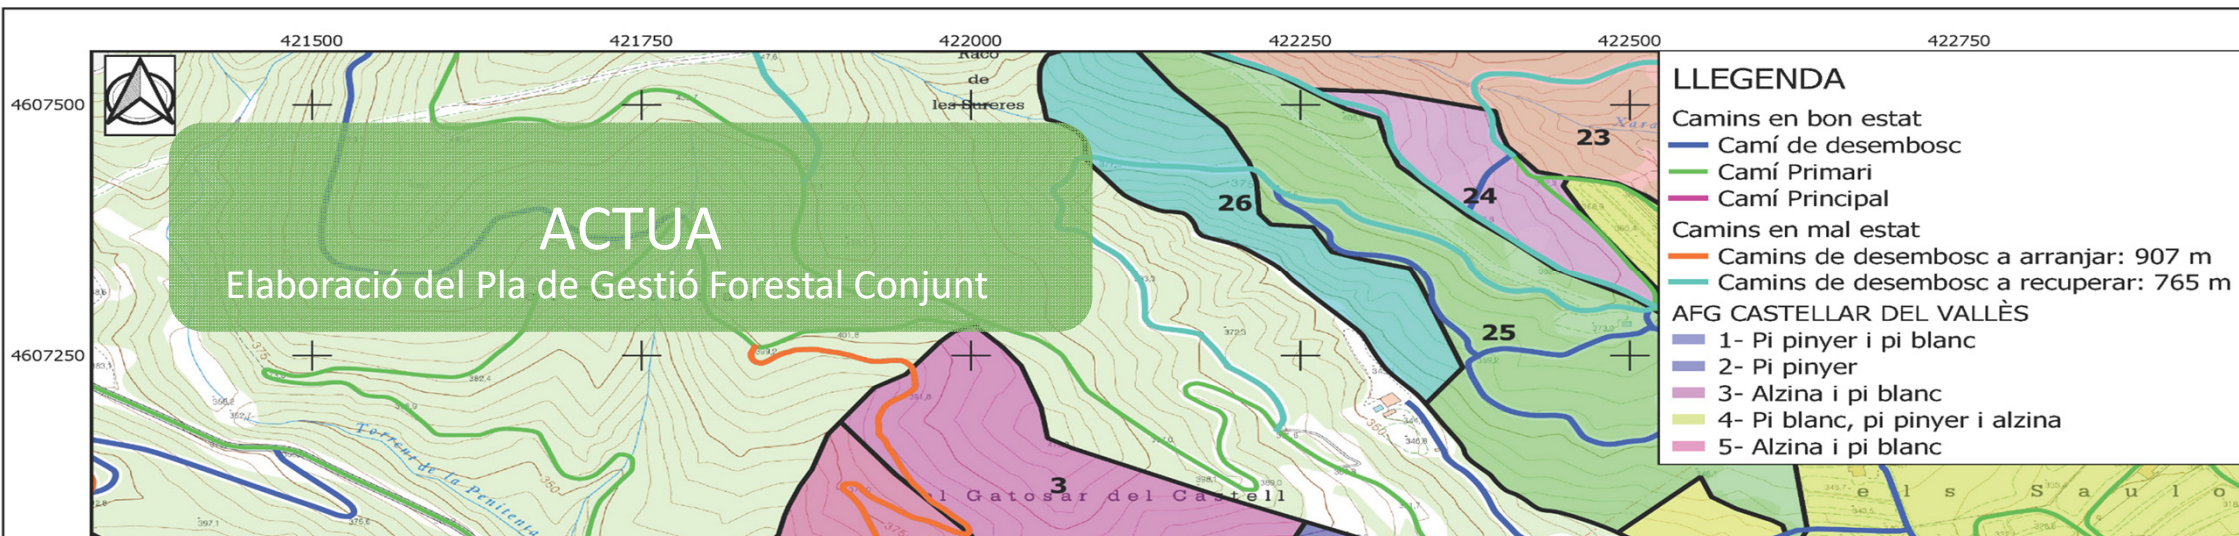 421500 421750 422000 422250 422500 422750
4607500
4607250
Racó
de
les Sureres
ACTUA
Elaboració del Pla de Gestió Forestal Conjunt
LLEGENDA
Camins en bon estat
Camí de desembosc
Camí Primari
Camí Principal
Camins en mal estat
Camins de desembosc a arranjar: 907 m
Camins de desembosc a recuperar: 765 m
AFG CASTELLAR DEL VALLÈS
1- Pi pinyer i pi blanc
2- Pi pinyer
3- Alzina i pi blanc
4- Pi blanc, pi pinyer i alzina
5- Alzina i pi blanc
23
24
26
25
3
Torrent de la Penitenia
el Gatosar del Castell
els Saulo